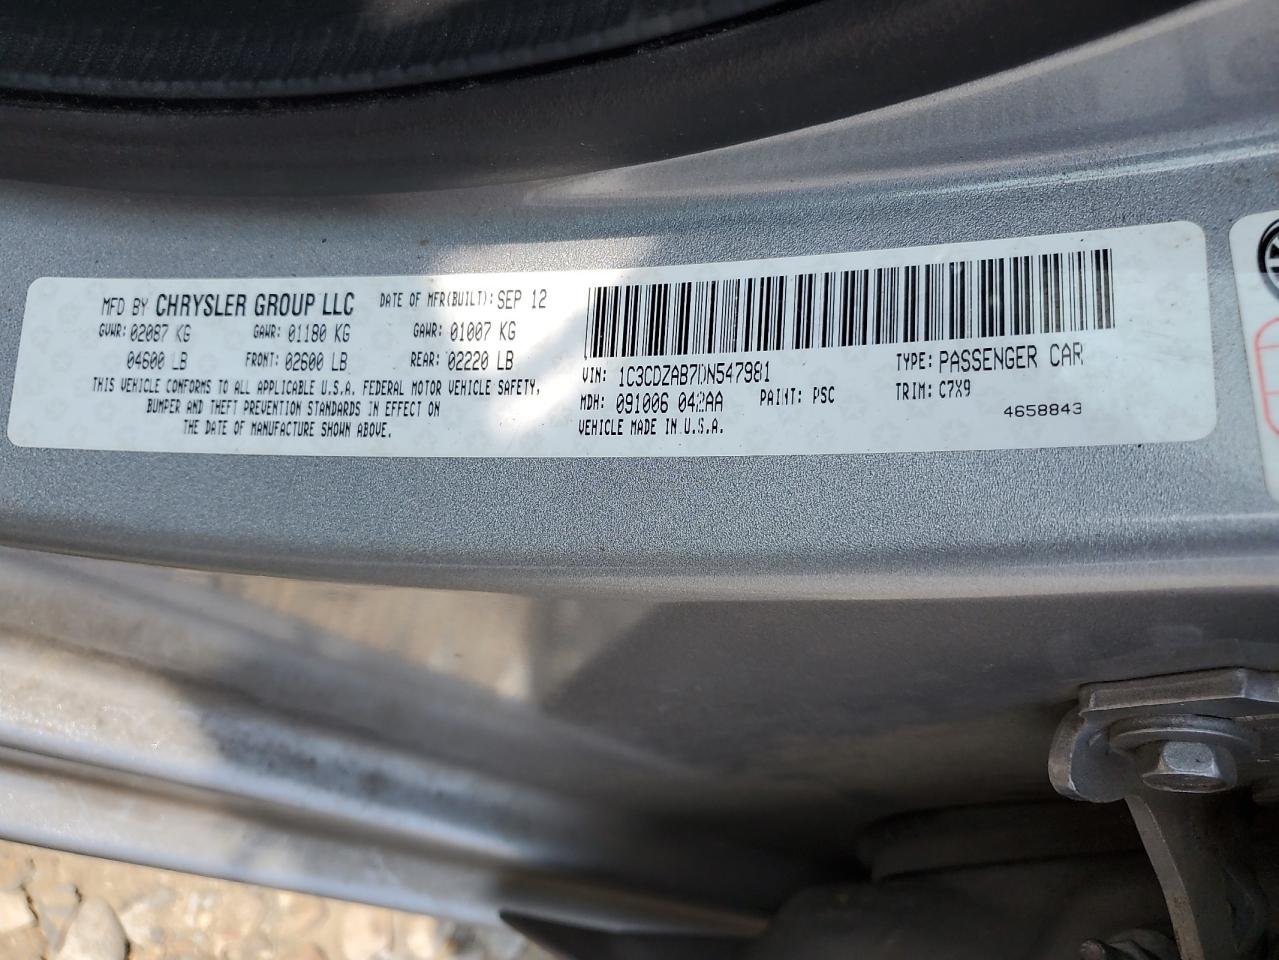 MFD BY CHRYSLER GROUP LLC DATE OF MFR(BUILT): SEP 12
GVWR: 02087 KG GAWR: 01180 KG GAWR: 01007 KG
04600 LB FRONT: 02600 LB REAR: 02220 LB
THIS VEHICLE CONFORMS TO ALL APPLICABLE U.S.A. FEDERAL MOTOR VEHICLE SAFETY,
BUMPER AND THEFT PREVENTION STANDARDS IN EFFECT ON
THE DATE OF MANUFACTURE SHOWN ABOVE.
VIN: 1C3CDZAB7DN547981 TYPE: PASSENGER CAR
MDH: 091006 042AA PAINT: PSC TRIM: C7X9
VEHICLE MADE IN U.S.A. 4658843